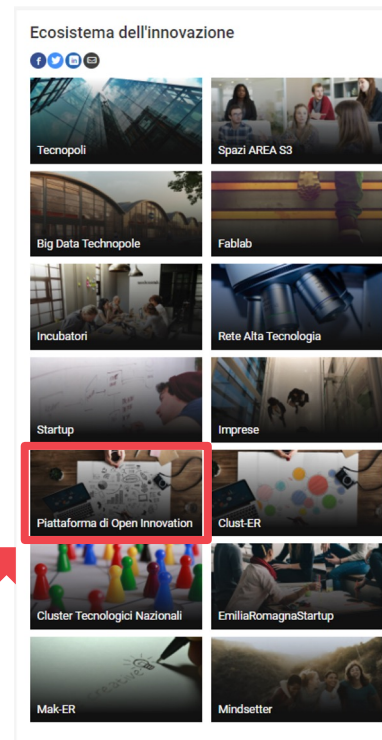 Ecosistema dell'innovazione
Tecnopoli
Spazi AREA S3
Big Data Technopole
Fablab
Incubatori
Rete Alta Tecnologia
Startup
Imprese
Piattaforma di Open Innovation
Clust-ER
Cluster Tecnologici Nazionali
EmiliaRomagnaStartup
Mak-ER
Mindsetter